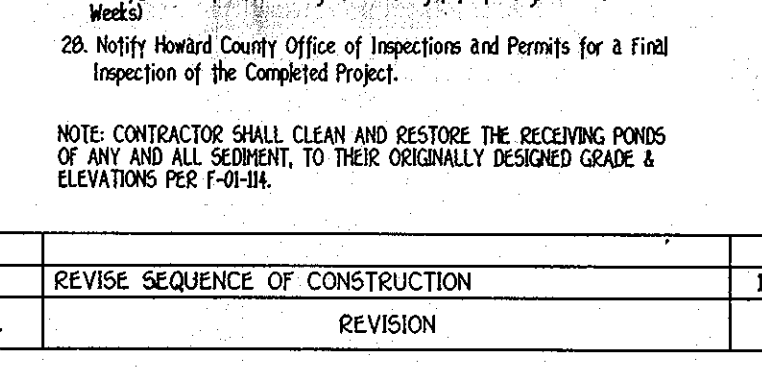 Weeks)
28. Notify Howard County Office of Inspections and Permits for a Final
Inspection of the Completed Project.
NOTE: CONTRACTOR SHALL CLEAN AND RESTORE THE RECEIVING PONDS
OF ANY AND ALL SEDIMENT, TO THEIR ORIGINALLY DESIGNED GRADE &
ELEVATIONS PER F-01-114.
REVISE SEQUENCE OF CONSTRUCTION
REVISION